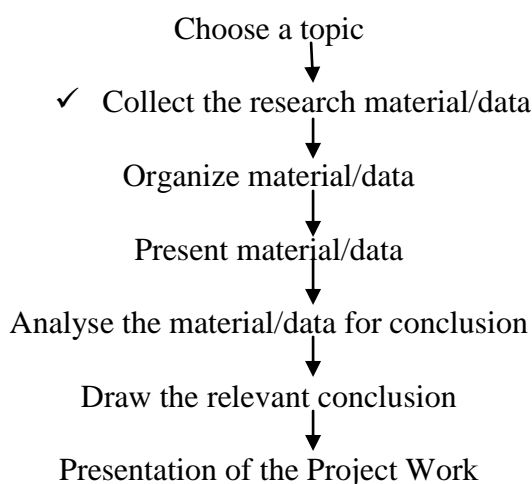 Choose a topic
✓ Collect the research material/data
Organize material/data
Present material/data
Analyse the material/data for conclusion
Draw the relevant conclusion
Presentation of the Project Work